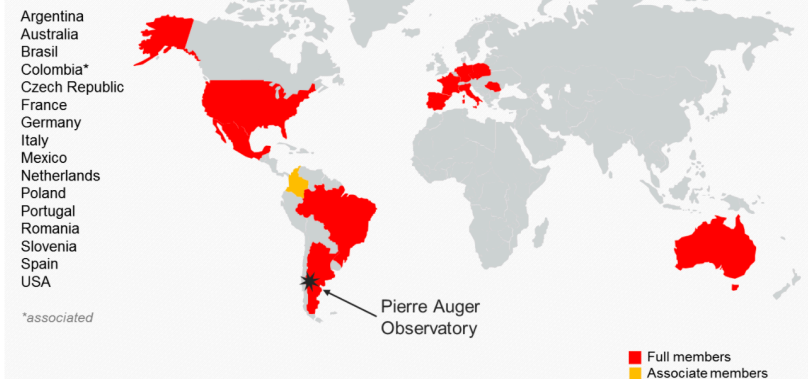 Argentina
Australia
Brasil
Colombia*
Czech Republic
France
Germany
Italy
Mexico
Netherlands
Poland
Portugal
Romania
Slovenia
Spain
USA
*associated
Pierre Auger
Observatory
Full members
Associate members